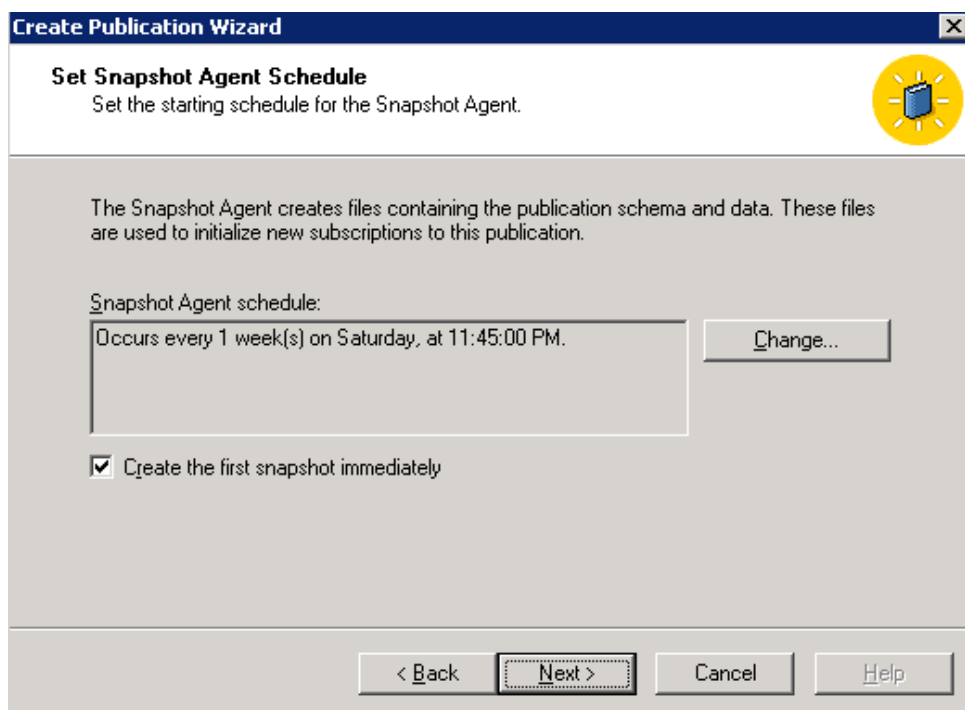 Create Publication Wizard
Set Snapshot Agent Schedule
Set the starting schedule for the Snapshot Agent.
The Snapshot Agent creates files containing the publication schema and data. These files
are used to initialize new subscriptions to this publication.
Snapshot Agent schedule:
Occurs every 1 week(s) on Saturday, at 11:45:00 PM.
Change...
Create the first snapshot immediately
< Back
Next >
Cancel
Help